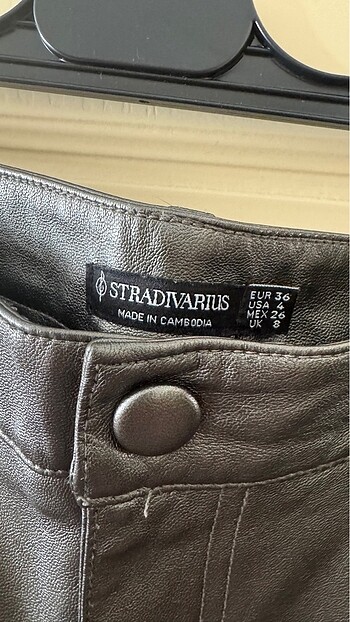 STRADIVARIUS
MADE IN CAMBODIA
EUR 36
USA 4
MEX 26
UK 8